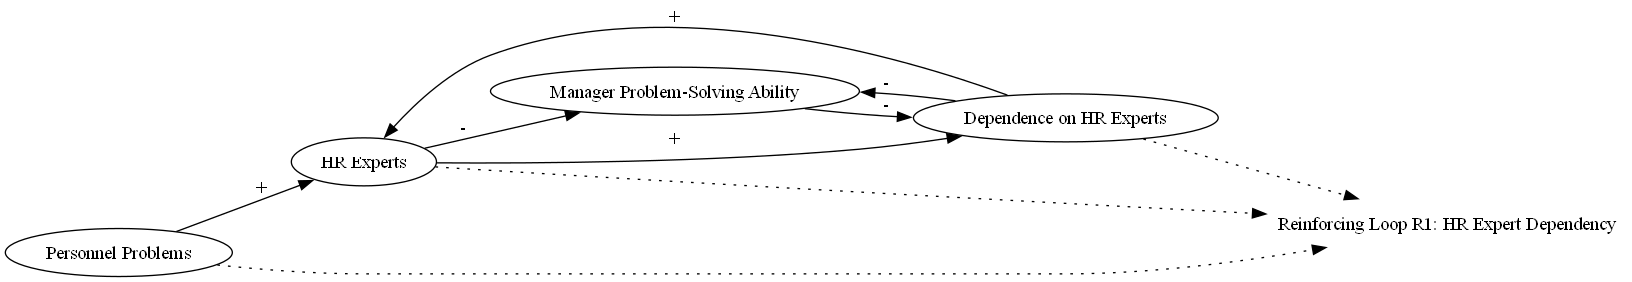 +
Manager Problem-Solving Ability
-
-
Dependence on HR Experts
-
+
HR Experts
+
Reinforcing Loop R1: HR Expert Dependency
Personnel Problems